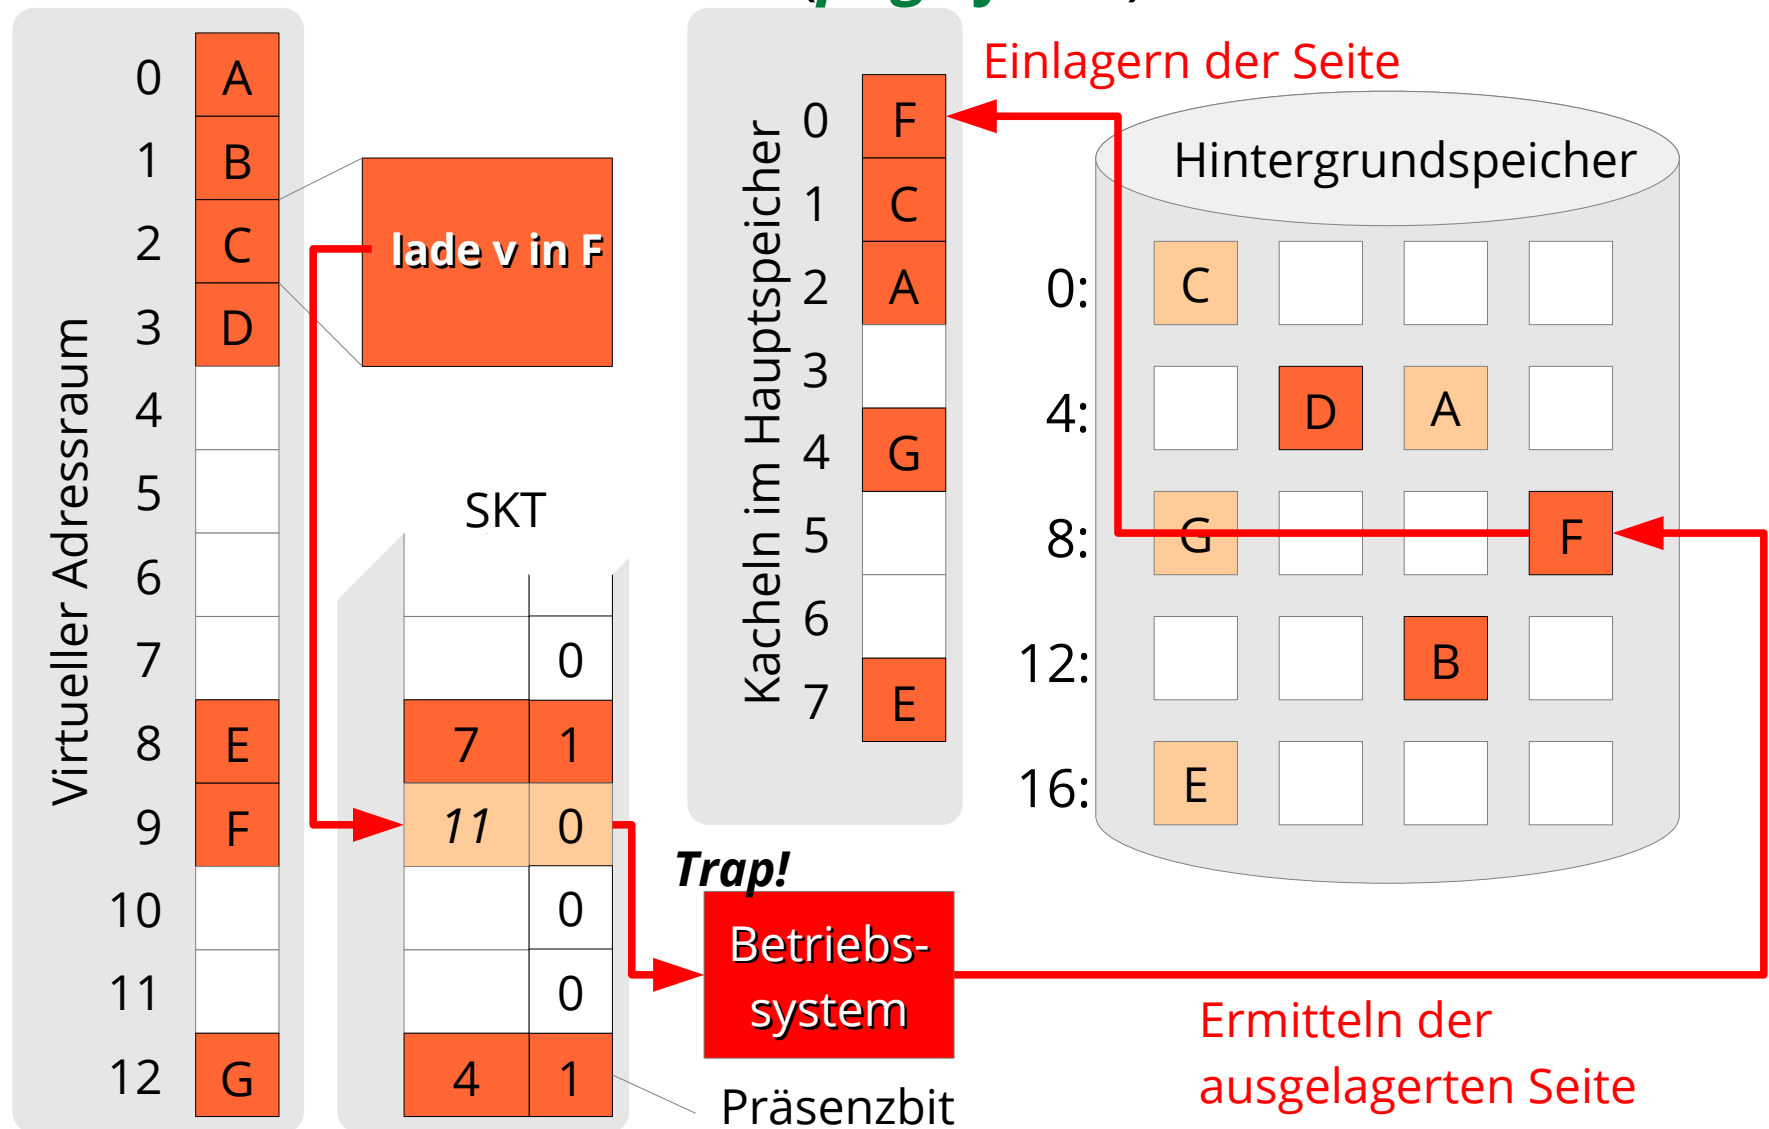 Einlagern der Seite
Virtueller Adressraum
0 A
1 B
2 C
3 D
4
5
6
7
8 E
9 F
10
11
12 G
lade v in F
SKT
0
7 1
11 0
0
0
4 1
Präsenzbit
Kacheln im Hauptspeicher
0 F
1 C
2 A
3
4 G
5
6
7 E
Trap!
Betriebs-
system
Hintergrundspeicher
0: C
4: D A
8: G F
12: B
16: E
Ermitteln der
ausgelagerten Seite